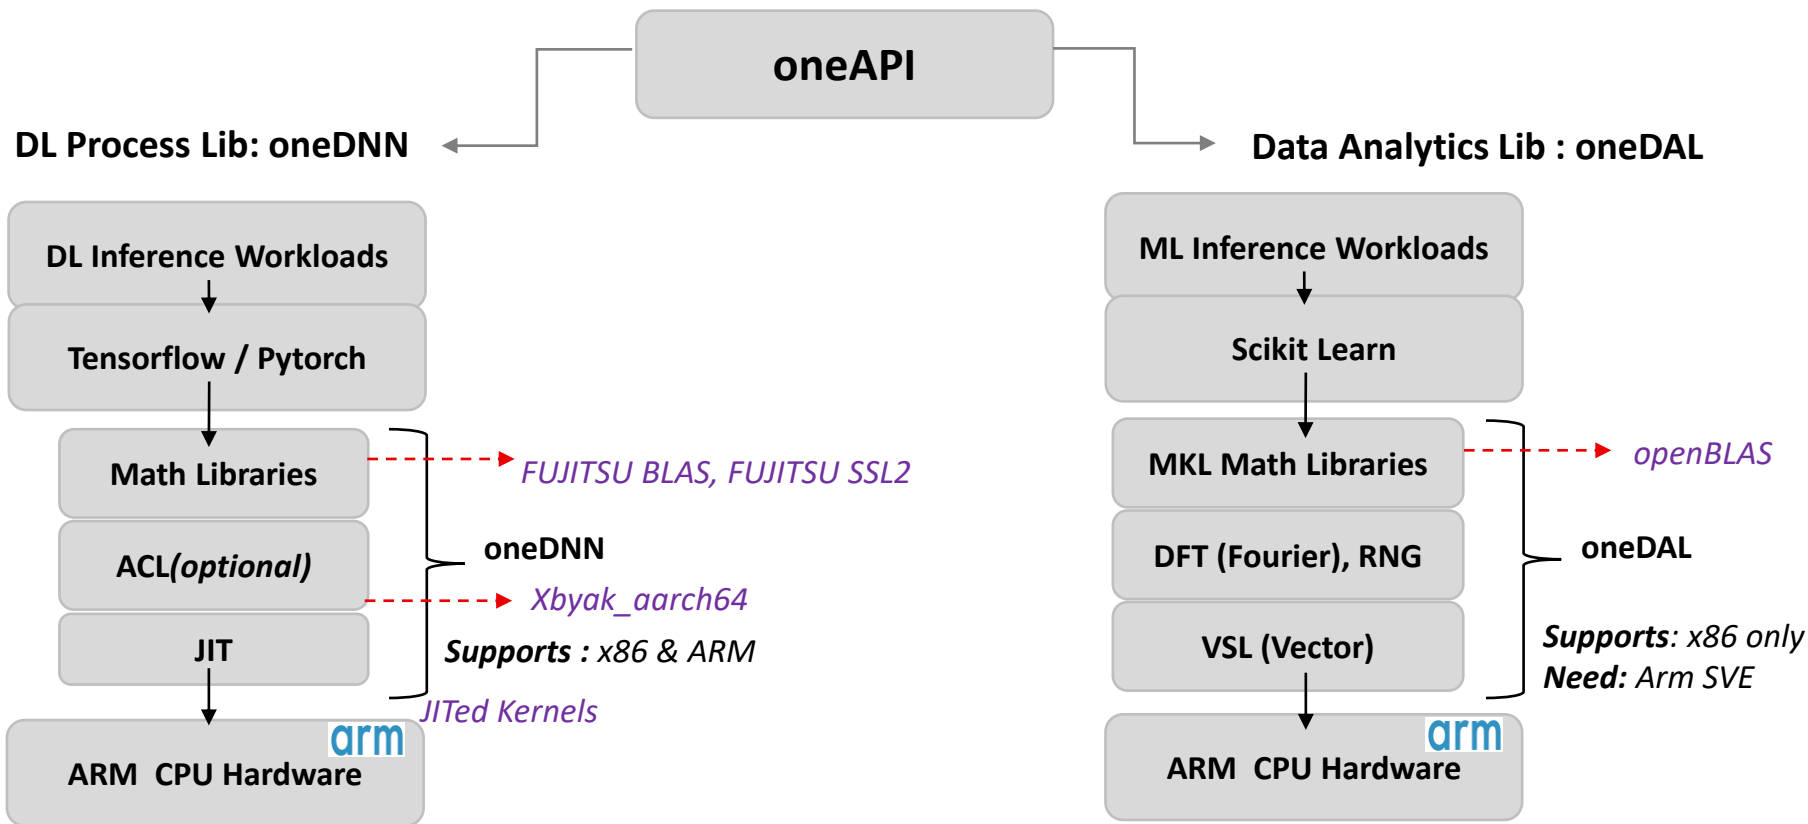 oneAPI
DL Process Lib: oneDNN
DL Inference Workloads
Tensorflow / Pytorch
Math Libraries
FUJITSU BLAS, FUJITSU SSL2
ACL(optional)
oneDNN
Xbyak_aarch64
JIT
Supports : x86 & ARM
JITed Kernels
arm
ARM CPU Hardware
Data Analytics Lib : oneDAL
ML Inference Workloads
Scikit Learn
MKL Math Libraries
openBLAS
DFT (Fourier), RNG
oneDAL
VSL (Vector)
Supports: x86 only
Need: Arm SVE
arm
ARM CPU Hardware